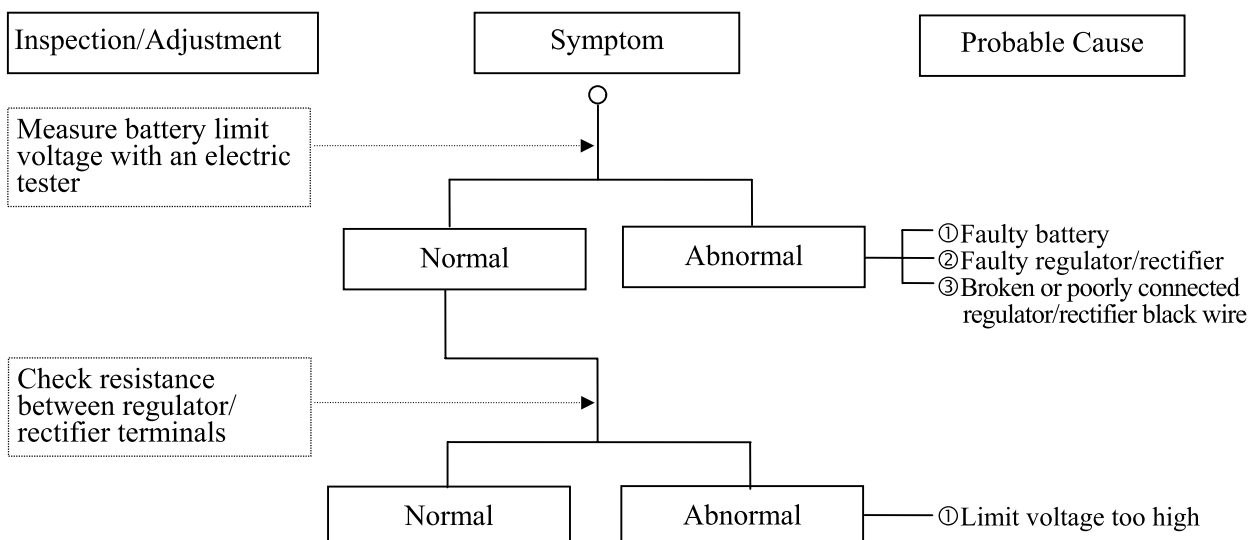 Inspection/Adjustment
Symptom
Probable Cause
Measure battery limit
voltage with an electric
tester
Normal
Abnormal
①Faulty battery
②Faulty regulator/rectifier
③Broken or poorly connected
regulator/rectifier black wire
Check resistance
between regulator/
rectifier terminals
Normal
Abnormal
①Limit voltage too high